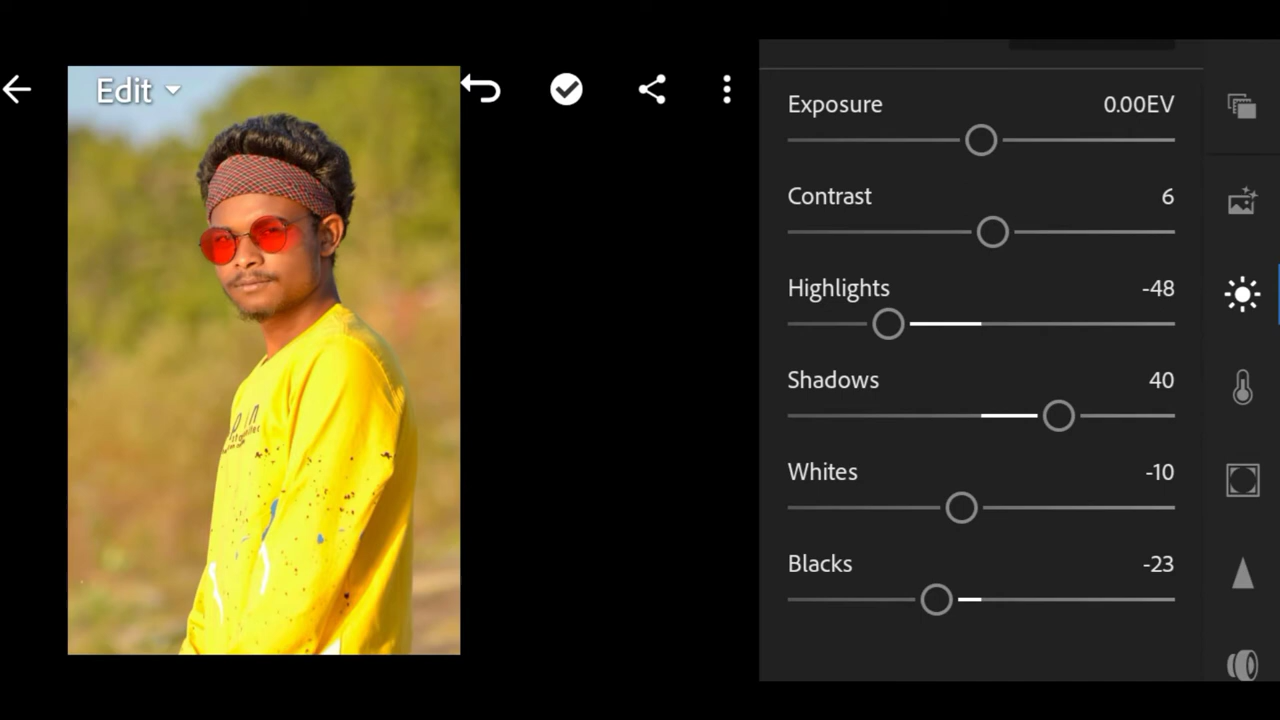 Edit
Exposure 0.00EV
Contrast 6
Highlights -48
Shadows 40
Whites -10
Blacks -23